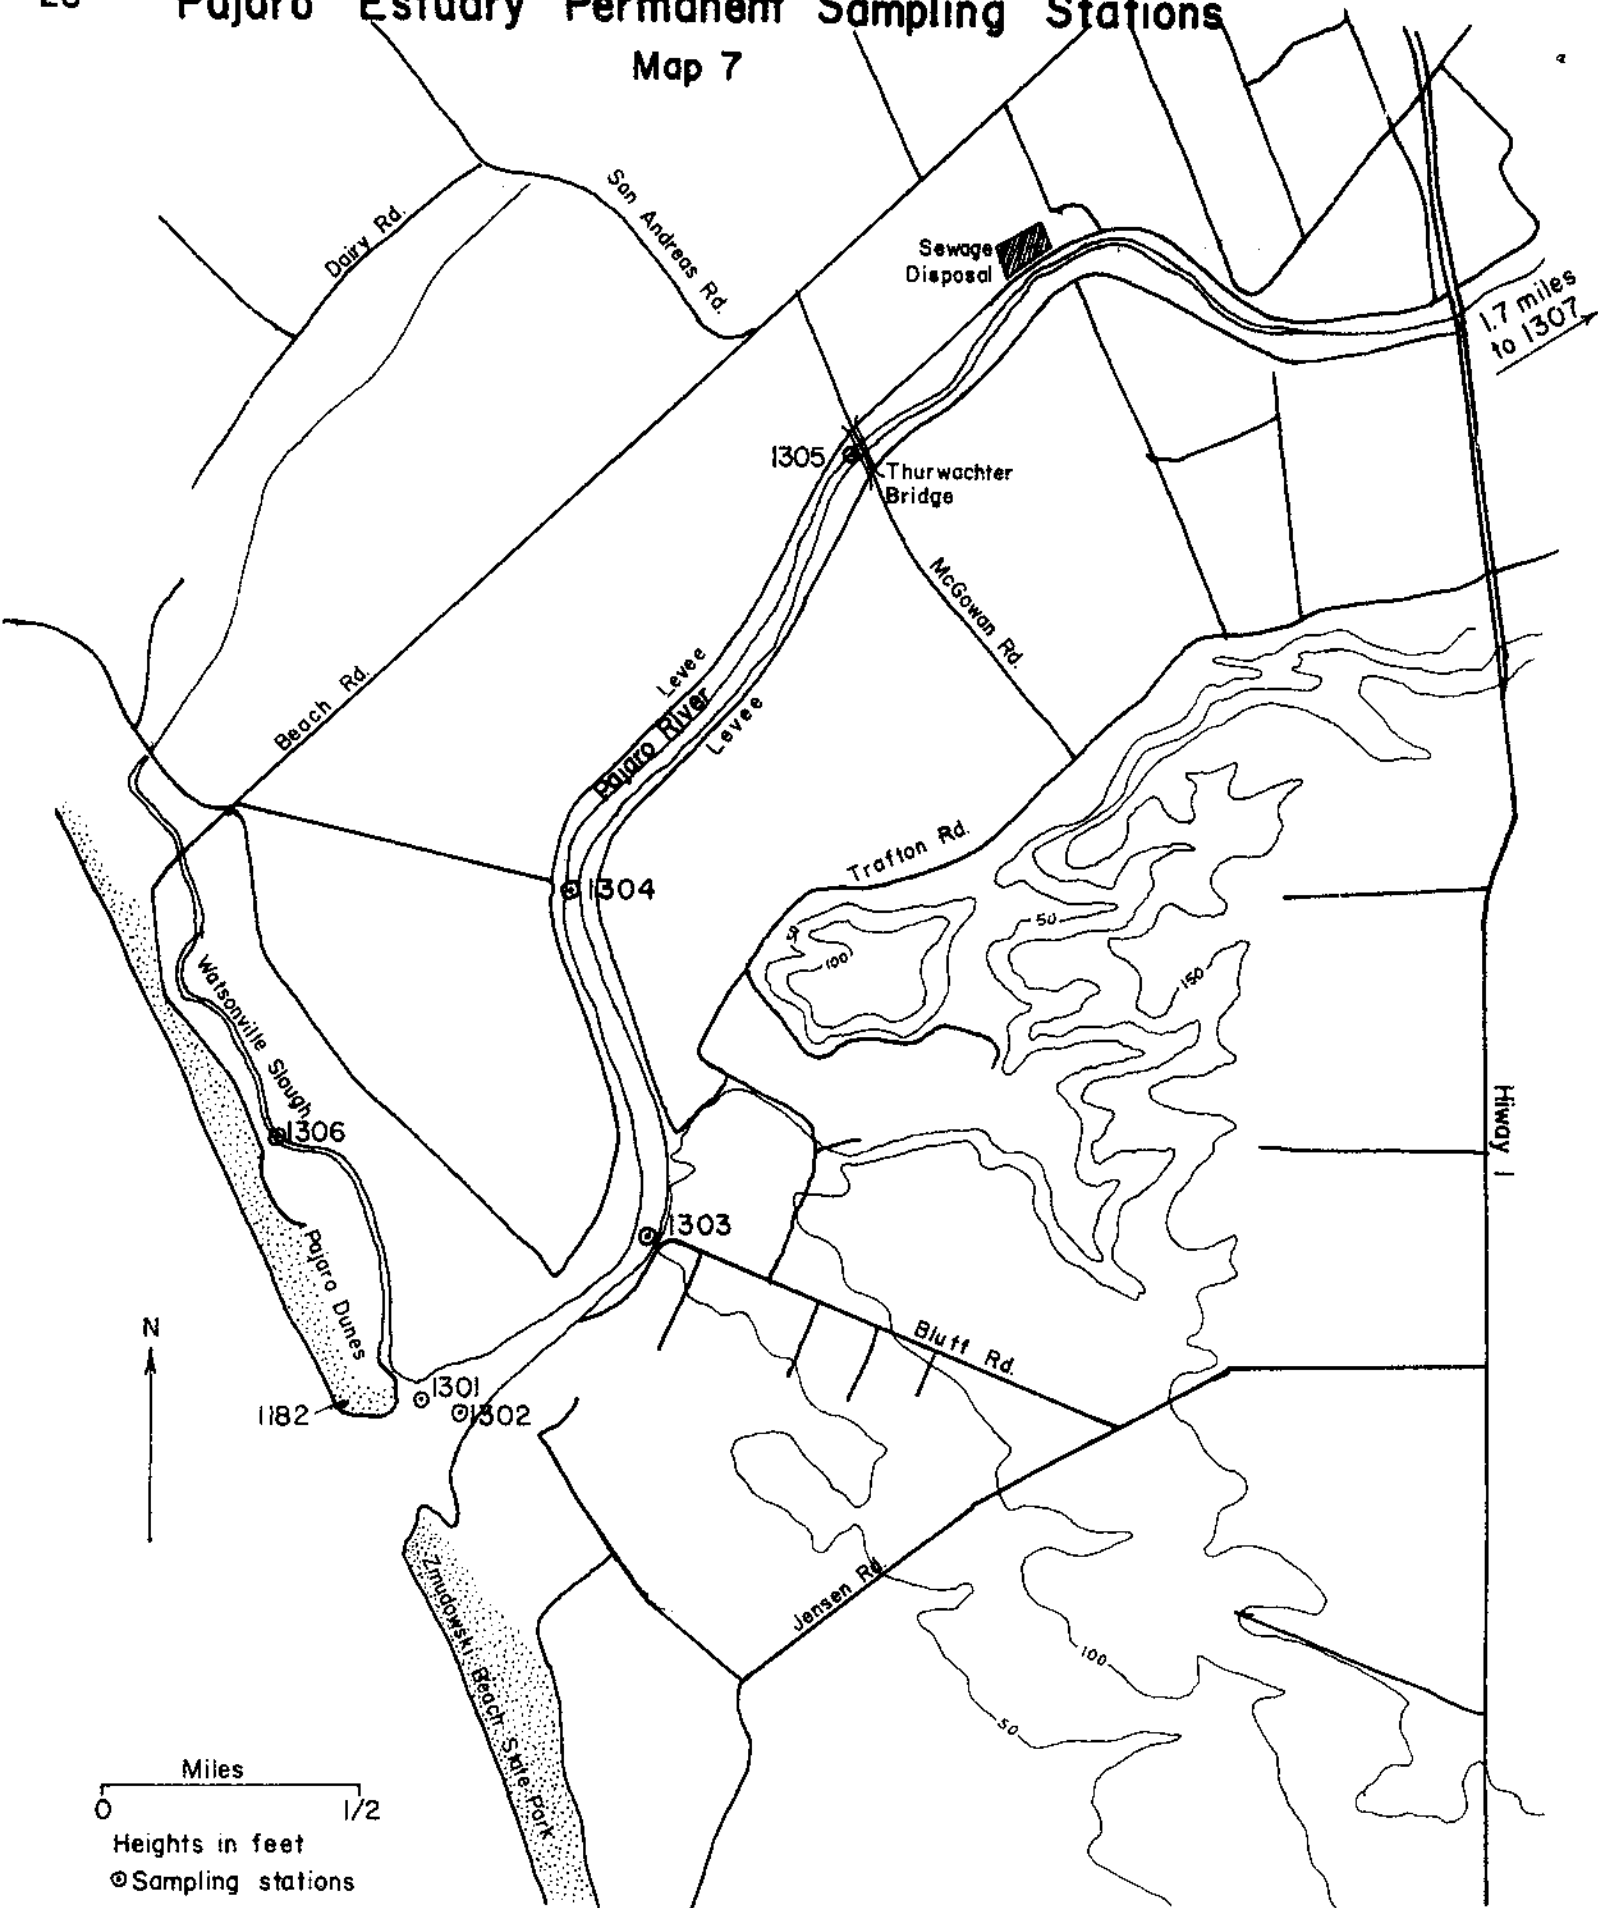 Pajaro Estuary Permanent Sampling Stations
Map 7
San Andreas Rd.
Dairy Rd.
Sewage
Disposal
1.7 miles
to 1307
1305
Thurwachter
Bridge
McGowan Rd.
Levee
Pajaro River
Levee
Beach Rd.
Trafton Rd.
1304
50
50
100
150
Watsonville Slough
Hiway 1
1306
1303
Pajaro Dunes
N
Bluff Rd.
1301
1182
1302
Zmudowski Beach State Park
Jensen Rd.
100
50
Miles
0 1/2
Heights in feet
Sampling stations